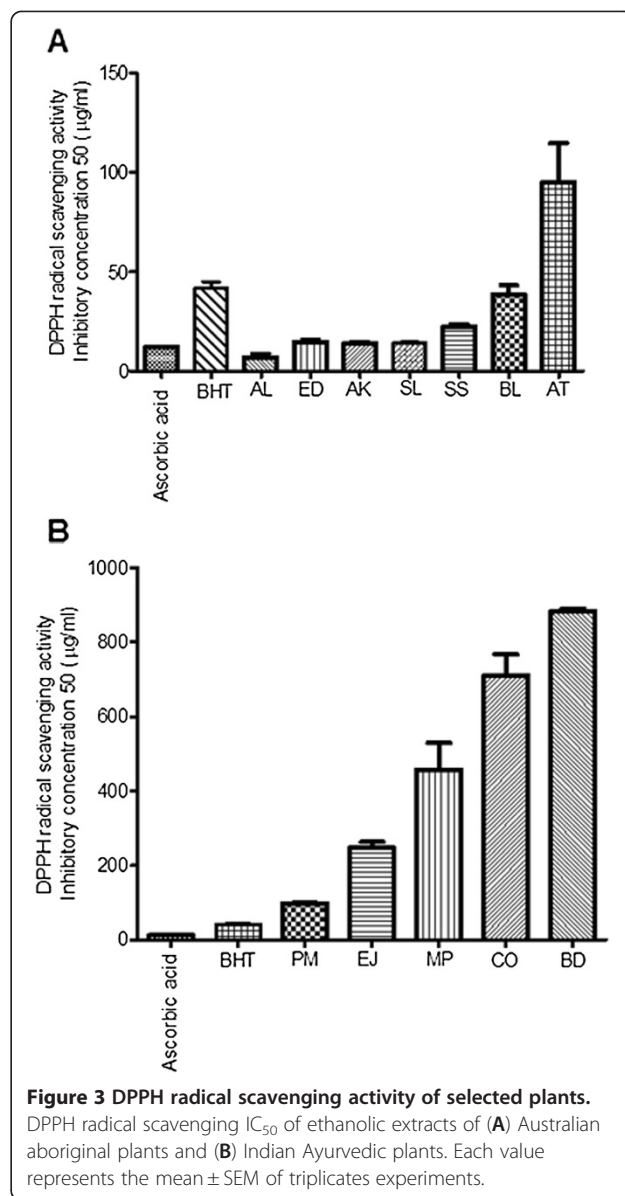 A
DPPH radical scavenging activity
Inhibitory concentration 50 ( µg/ml)
150
100
50
0
Ascorbic acid
BHT
AL
ED
AK
SL
SS
BL
AT
B
DPPH radical scavenging activity
Inhibitory concentration 50 (µg/ml)
1000
800
600
400
200
0
Ascorbic acid
BHT
PM
EJ
MP
CO
BD
Figure 3 DPPH radical scavenging activity of selected plants.
DPPH radical scavenging IC50 of ethanolic extracts of (A) Australian
aboriginal plants and (B) Indian Ayurvedic plants. Each value
represents the mean ± SEM of triplicates experiments.